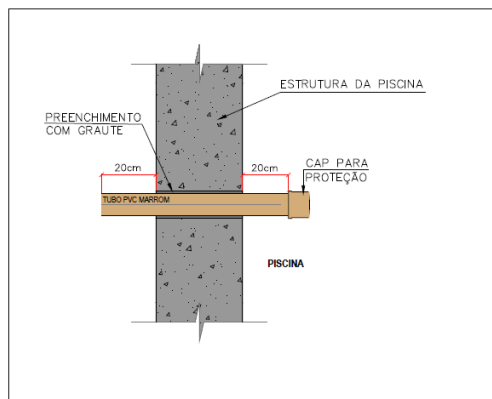 ESTRUTURA DA PISCINA
PREENCHIMENTO
COM GRAUTE
20cm
20cm
CAP PARA
PROTEÇÃO
TUBO PVC MARROM
PISCINA